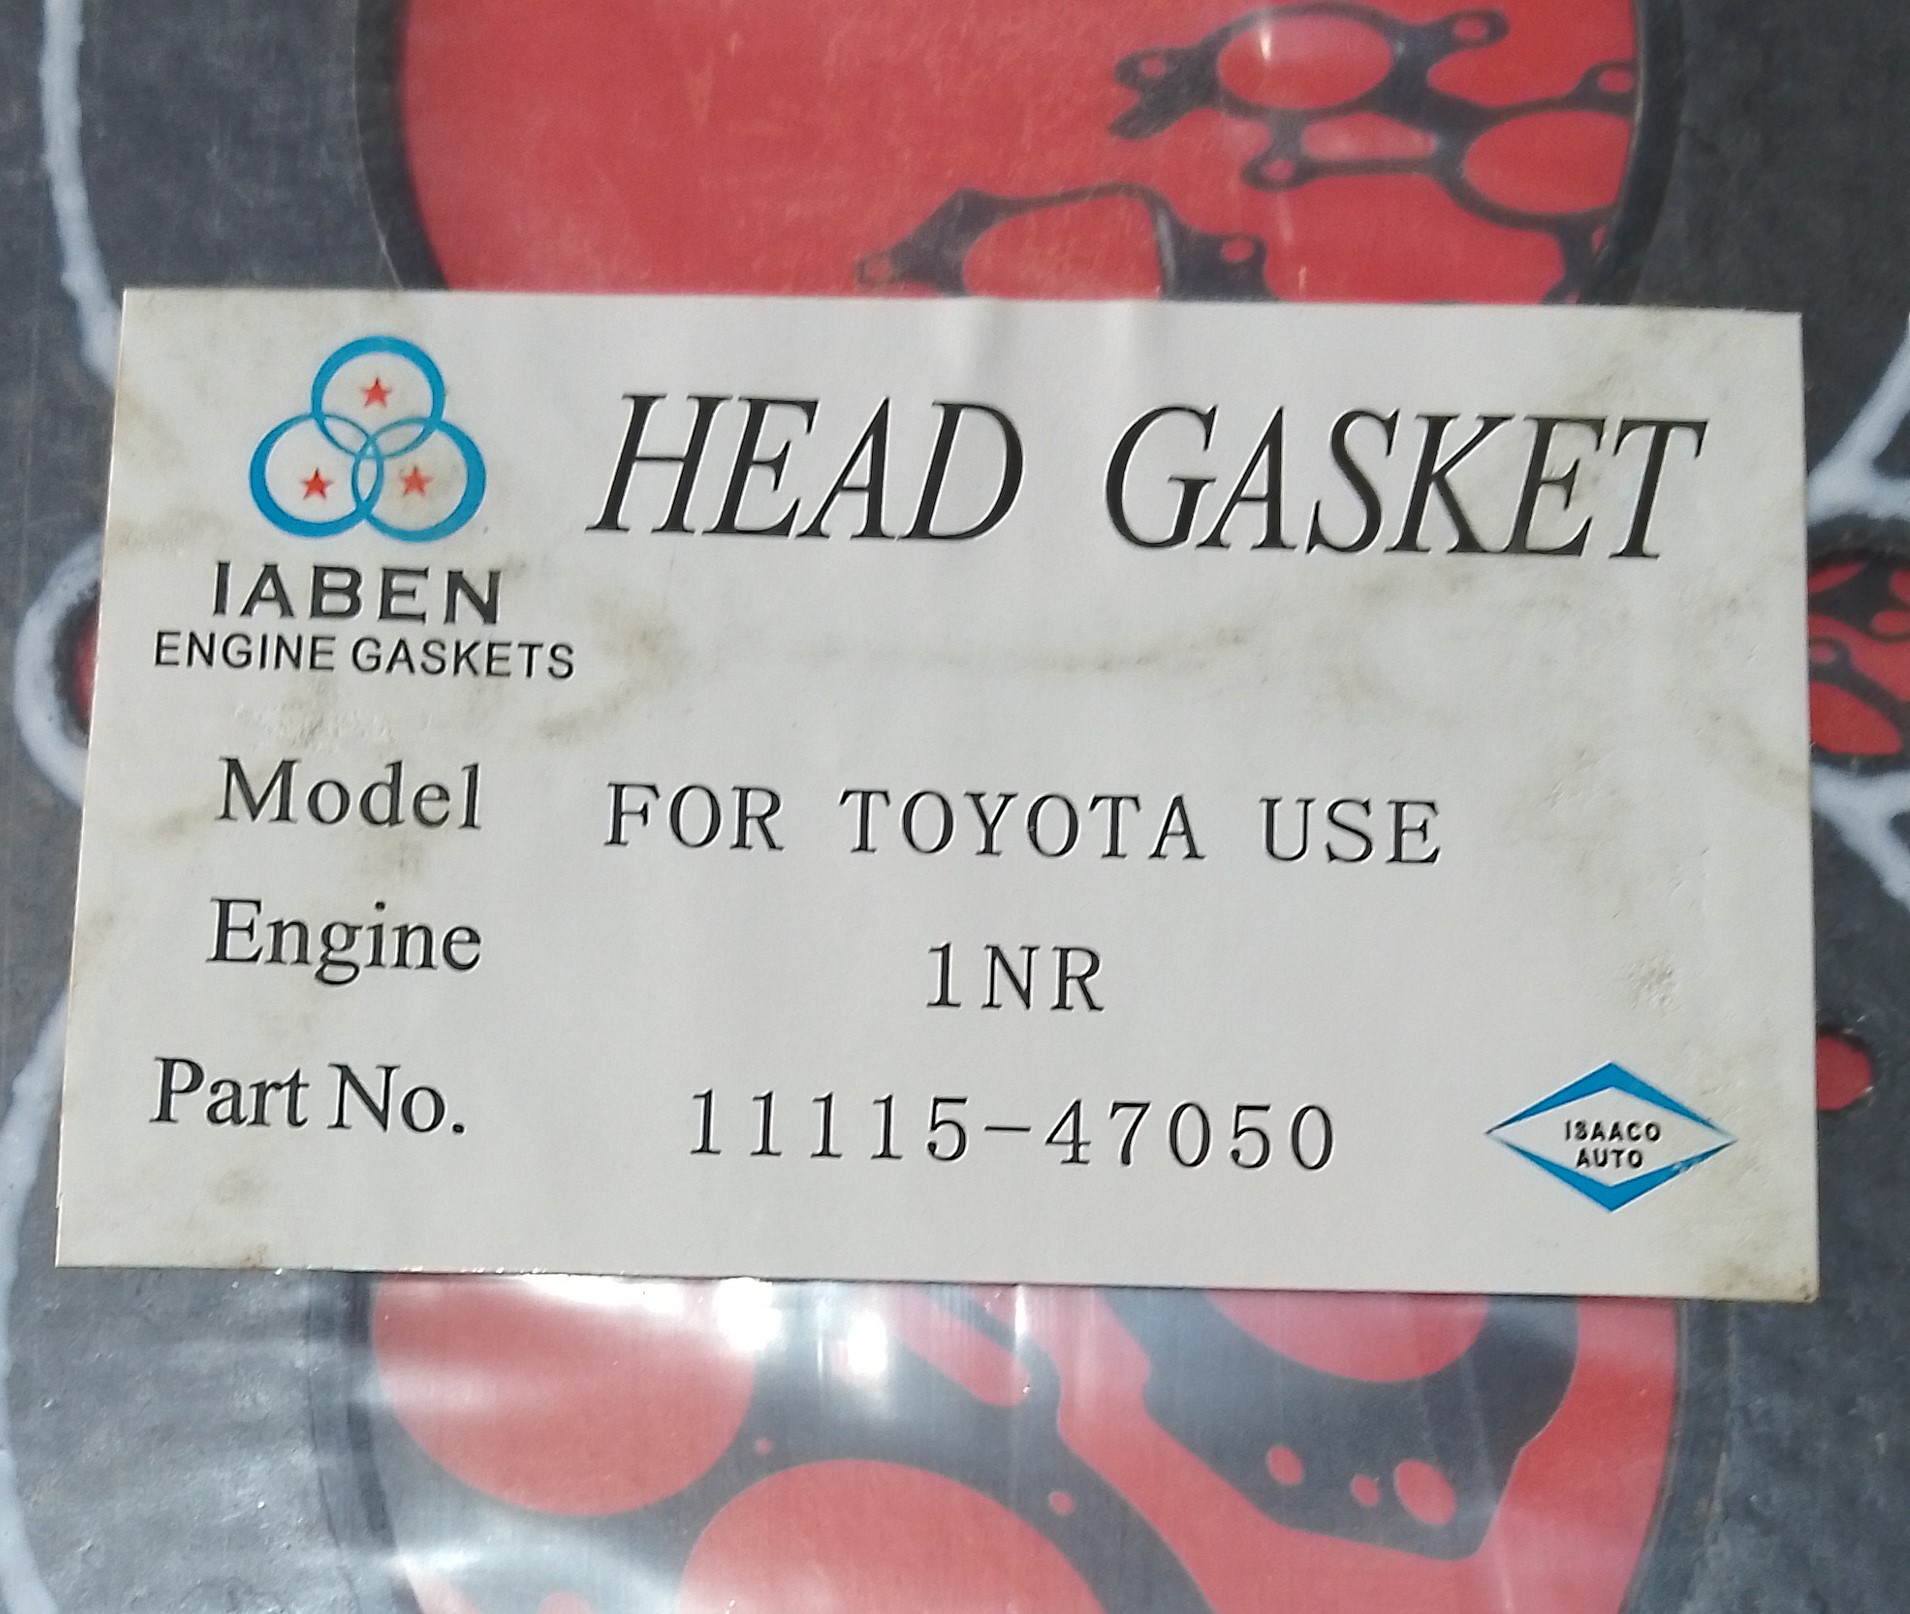 HEAD GASKET
IABEN
ENGINE GASKETS
Model FOR TOYOTA USE
Engine 1NR
Part No. 11115-47050
ISAACO
AUTO